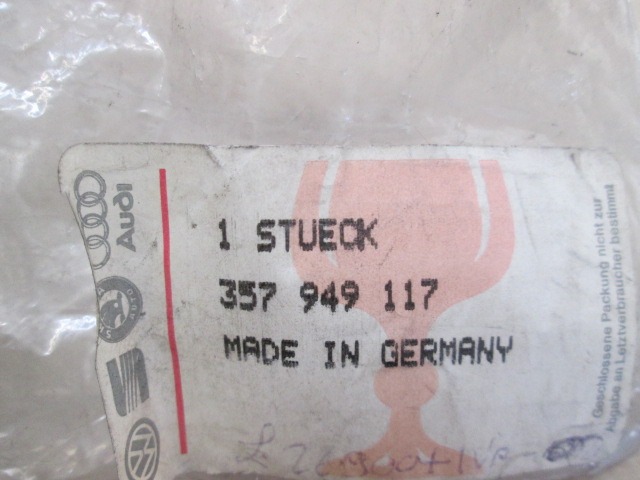 Audi
1 STUECK
357 949 117
MADE IN GERMANY
Geschlossene Packung nicht zur
Abgabe an Letztverbraucher bestimmt